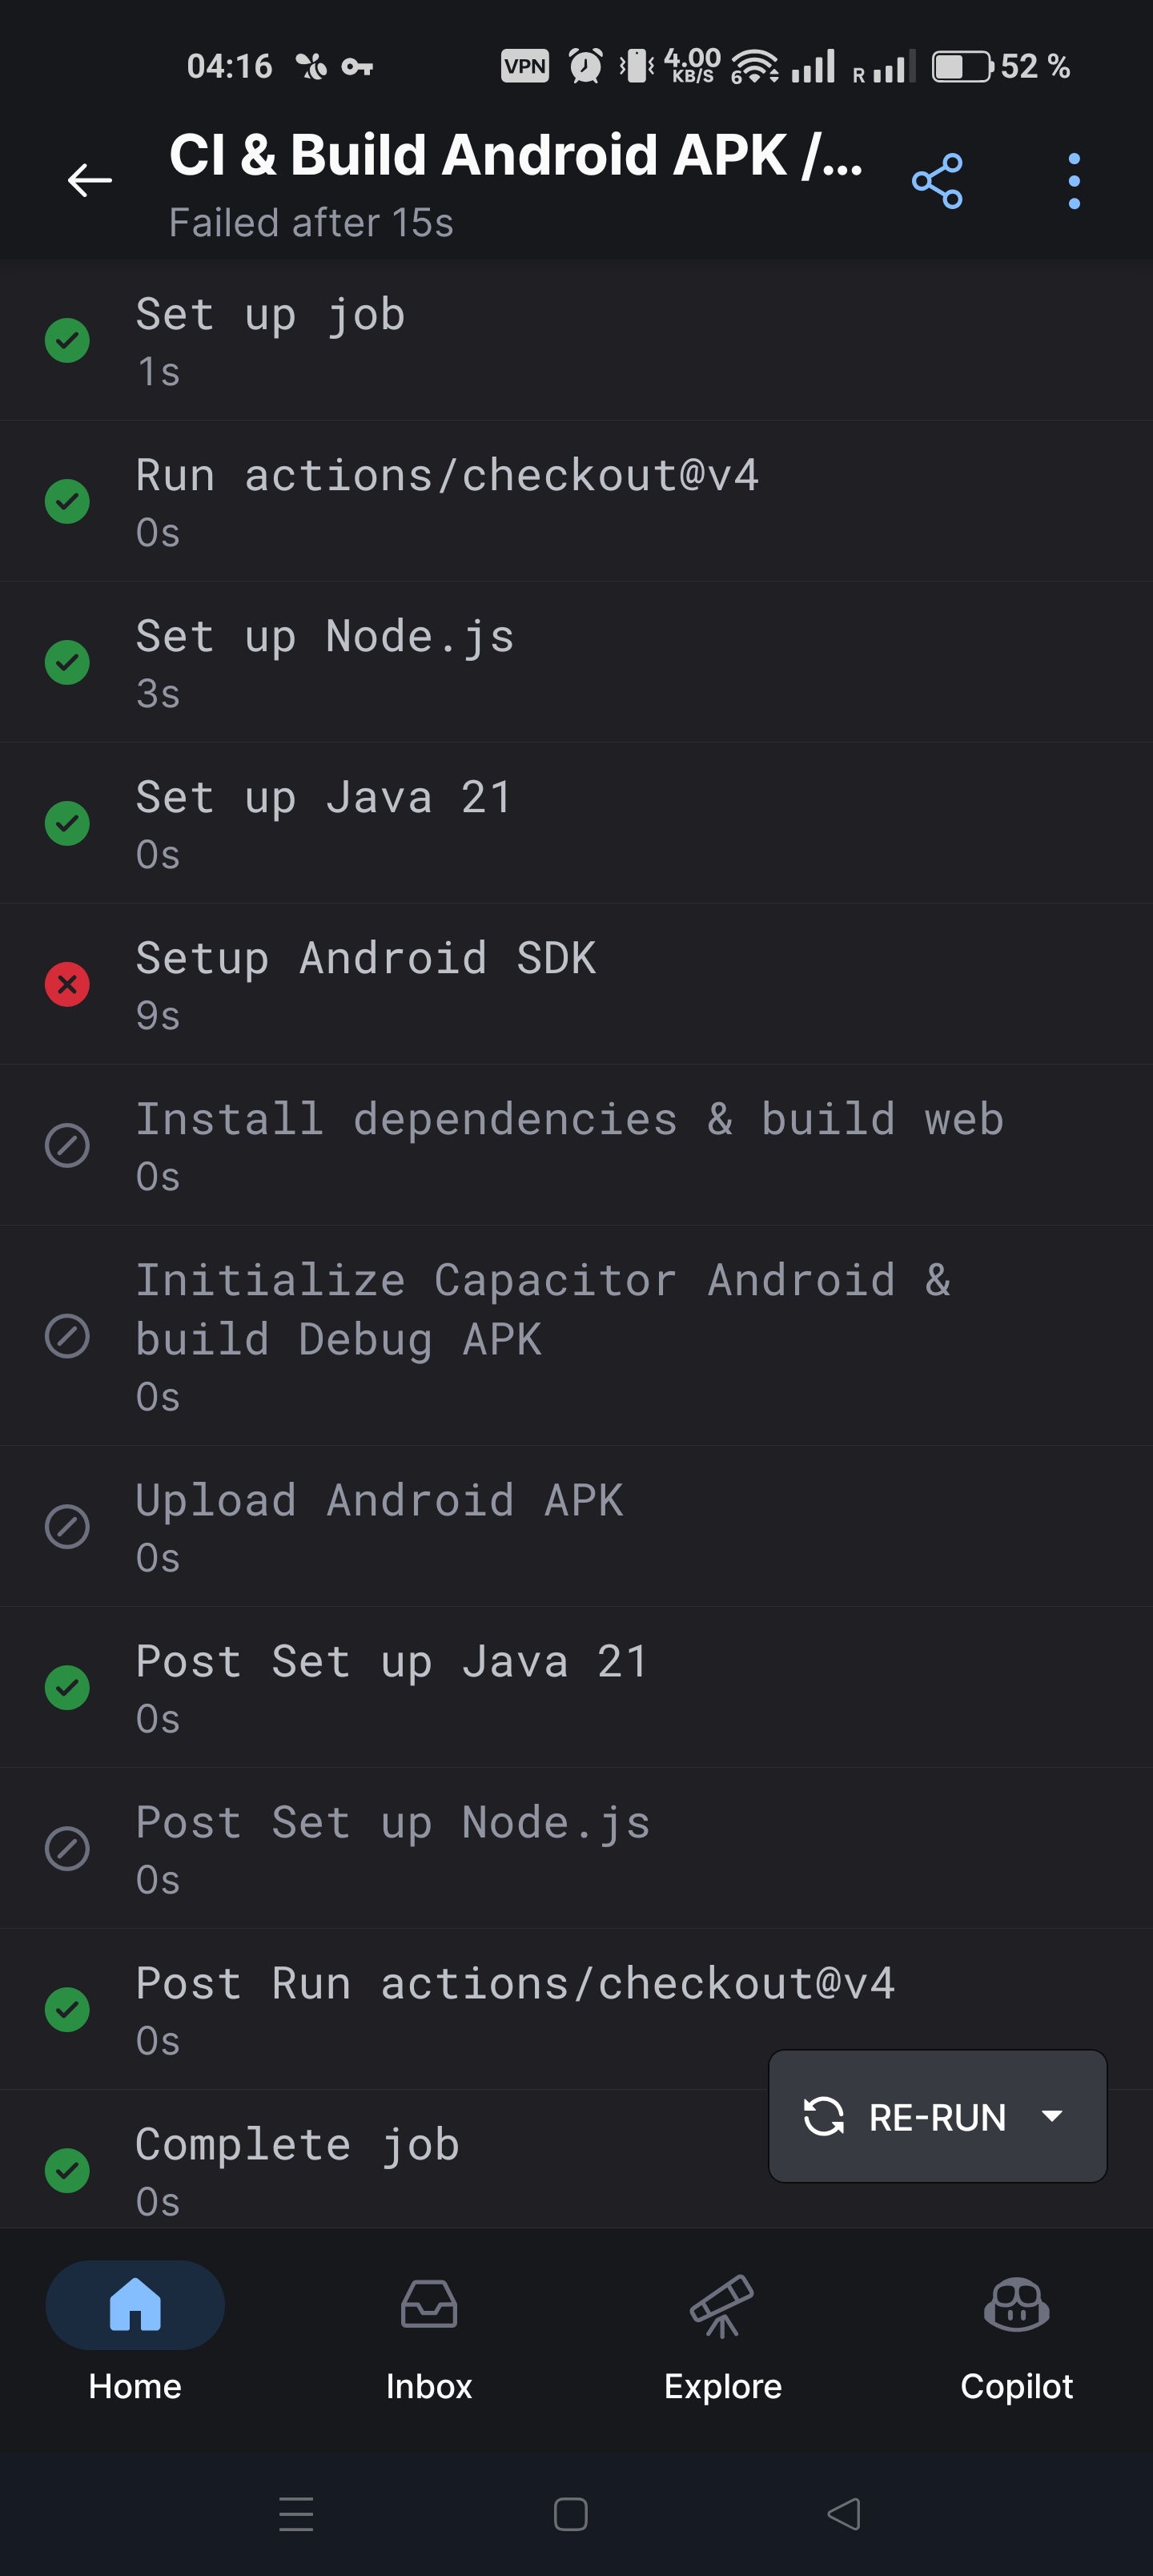 04:16
VPN
4.00
KB/S
6
R
52 %
CI & Build Android APK /...
Failed after 15s
Set up job
1s
Run actions/checkout@v4
0s
Set up Node.js
3s
Set up Java 21
0s
Setup Android SDK
9s
Install dependencies & build web
0s
Initialize Capacitor Android &
build Debug APK
0s
Upload Android APK
0s
Post Set up Java 21
0s
Post Set up Node.js
0s
Post Run actions/checkout@v4
0s
RE-RUN
Complete job
0s
Home
Inbox
Explore
Copilot